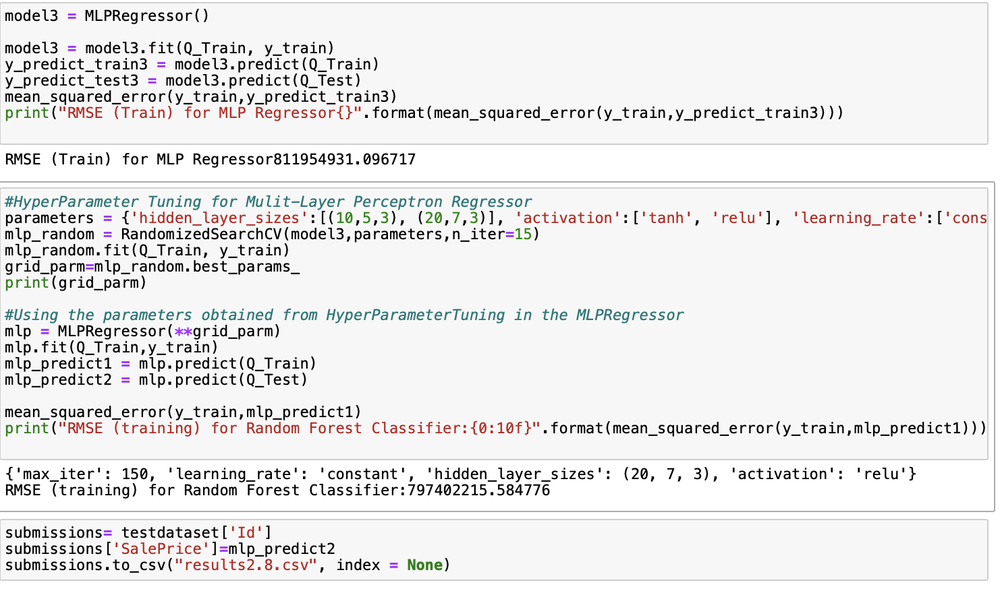 model3 = MLPRegressor()
model3 = model3.fit(Q_Train, y_train)
y_predict_train3 = model3.predict(Q_Train)
y_predict_test3 = model3.predict(Q_Test)
mean_squared_error(y_train,y_predict_train3)
print("RMSE (Train) for MLP Regressor{}".format(mean_squared_error(y_train,y_predict_train3)))
RMSE (Train) for MLP Regressor811954931.096717
#HyperParameter Tuning for Mulit-Layer Perceptron Regressor
parameters = {'hidden_layer_sizes':[(10,5,3), (20,7,3)], 'activation':['tanh', 'relu'], 'learning_rate':['cons
mlp_random = RandomizedSearchCV(model3,parameters,n_iter=15)
mlp_random.fit(Q_Train, y_train)
grid_parm=mlp_random.best_params_
print(grid_parm)
#Using the parameters obtained from HyperParameterTuning in the MLPRegressor
mlp = MLPRegressor(**grid_parm)
mlp.fit(Q_Train,y_train)
mlp_predict1 = mlp.predict(Q_Train)
mlp_predict2 = mlp.predict(Q_Test)
mean_squared_error(y_train,mlp_predict1)
print("RMSE (training) for Random Forest Classifier:{0:10f}".format(mean_squared_error(y_train,mlp_predict1)))
{'max_iter': 150, 'learning_rate': 'constant', 'hidden_layer_sizes': (20, 7, 3), 'activation': 'relu'}
RMSE (training) for Random Forest Classifier:797402215.584776
submissions= testdataset['Id']
submissions['SalePrice']=mlp_predict2
submissions.to_csv("results2.8.csv", index = None)